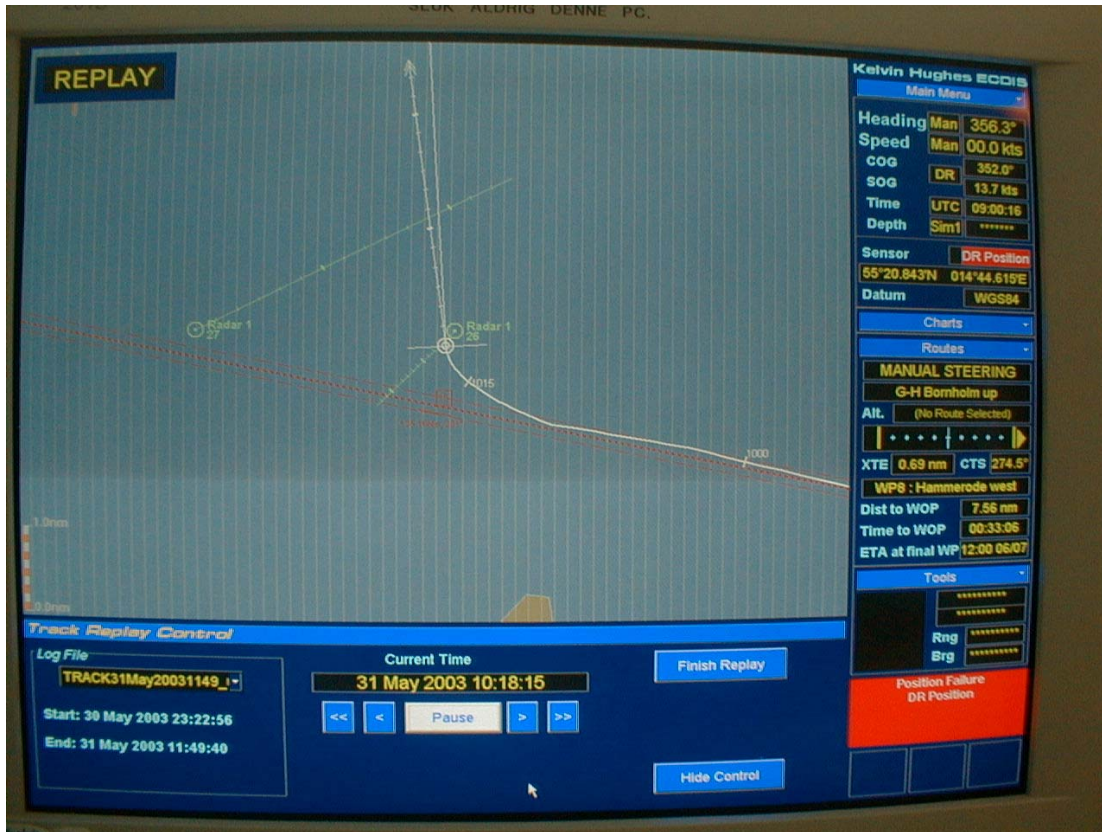 SLUK ALDRIG DENNE PC.
REPLAY
Radar 1
27
Radar 1
26
1015
1000
1.0nm
0.0nm
Kelvin Hughes ECDIS
Main Menu
Heading Man 356.3°
Speed Man 00.0 kts
COG DR 352.0°
SOG 13.7 kts
Time UTC 09:00:16
Depth Sim1 *******
Sensor DR Position
55°20.843'N 014°44.615'E
Datum WGS84
Charts
Routes
MANUAL STEERING
G-H Bornholm up
Alt. (No Route Selected)
XTE 0.69 nm CTS 274.5°
WP8 : Hammerode west
Dist to WOP 7.56 nm
Time to WOP 00:33:06
ETA at final WP 12:00 06/07
Tools
**********
**********
Rng **********
Brg **********
Position Failure
DR Position
Track Replay Control
Log File
TRACK31May20031149_
Start: 30 May 2003 23:22:56
End: 31 May 2003 11:49:40
Current Time
31 May 2003 10:18:15
<< < Pause > >>
Finish Replay
Hide Control